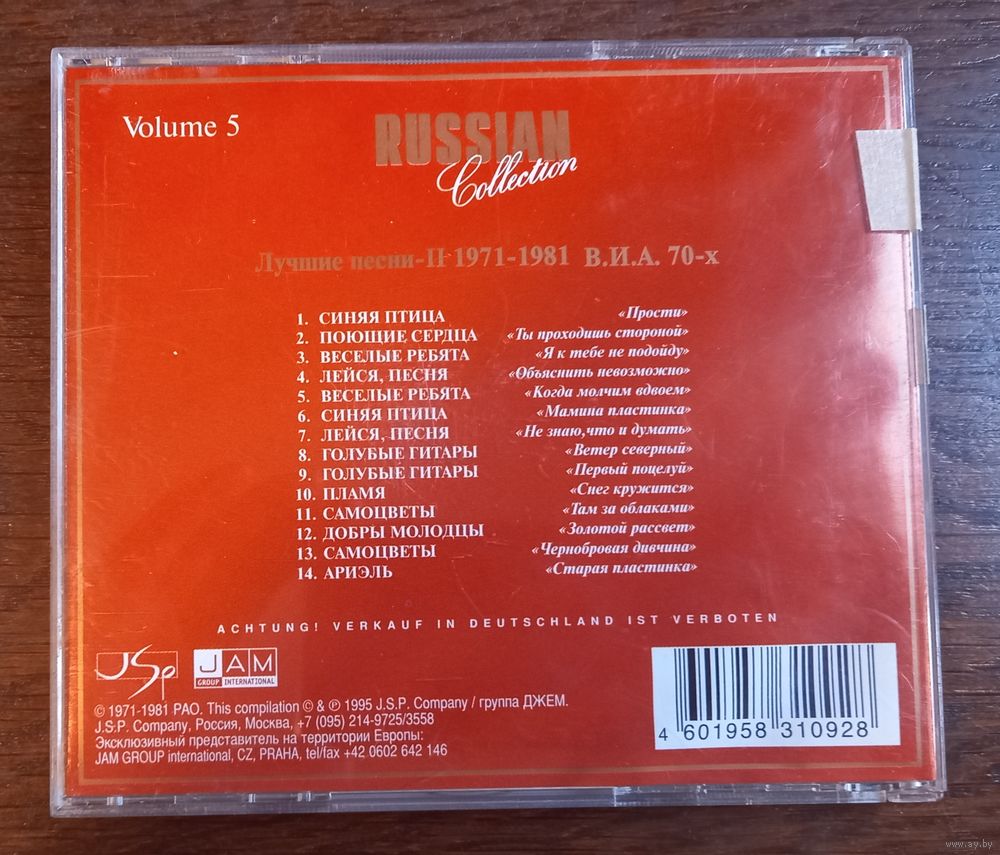 Volume 5
RUSSIAN
Collection
Лучшие песни-II-1971-1981 В.И.А. 70-х
1. СИНЯЯ ПТИЦА «Прости»
2. ПОЮЩИЕ СЕРДЦА «Ты проходишь стороной»
3. ВЕСЕЛЫЕ РЕБЯТА «Я к тебе не подойду»
4. ЛЕЙСЯ, ПЕСНЯ «Объяснить невозможно»
5. ВЕСЕЛЫЕ РЕБЯТА «Когда молчим вдвоем»
6. СИНЯЯ ПТИЦА «Мамина пластинка»
7. ЛЕЙСЯ, ПЕСНЯ «Не знаю,что и думать»
8. ГОЛУБЫЕ ГИТАРЫ «Ветер северный»
9. ГОЛУБЫЕ ГИТАРЫ «Первый поцелуй»
10. ПЛАМЯ «Снег кружится»
11. САМОЦВЕТЫ «Там за облаками»
12. ДОБРЫ МОЛОДЦЫ «Золотой рассвет»
13. САМОЦВЕТЫ «Чернобровая дивчина»
14. АРИЭЛЬ «Старая пластинка»
ACHTUNG! VERKAUF IN DEUTSCHLAND IST VERBOTEN
JSP JAM
GROUP INTERNATIONAL
© 1971-1981 РАО. This compilation © & ℗ 1995 J.S.P. Company / группа ДЖЕМ.
J.S.P. Company, Россия, Москва, +7 (095) 214-9725/3558
Эксклюзивный представитель на территории Европы:
JAM GROUP international, CZ, PRAHA, tel/fax +42 0602 642 146
4 601958 310928
www.ay.by